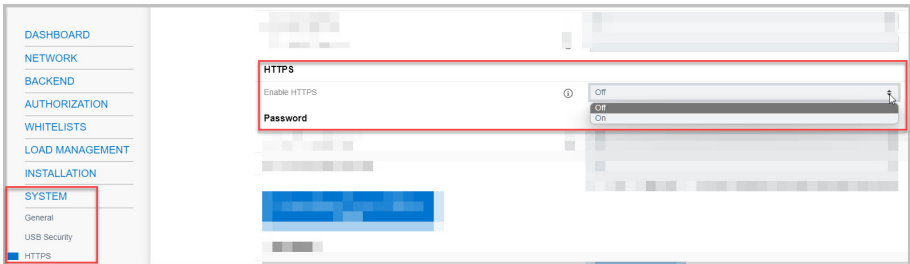 DASHBOARD
NETWORK
BACKEND
AUTHORIZATION
WHITELISTS
LOAD MANAGEMENT
INSTALLATION
SYSTEM
General
USB Security
HTTPS
HTTPS
Enable HTTPS
Off
Off
On
Password